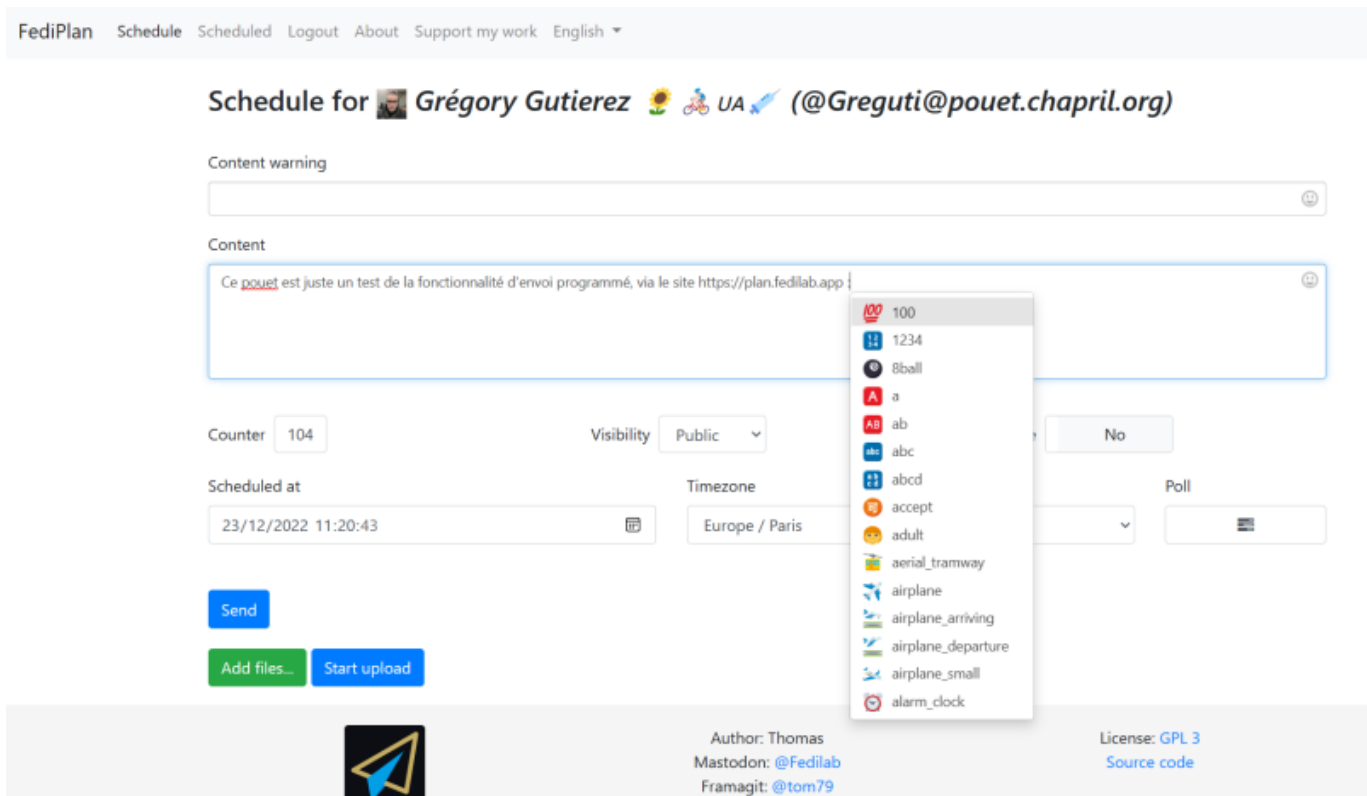 FediPlan Schedule Scheduled Logout About Support my work English
Schedule for Grégory Gutierez 🌻 🚴 UA 💉 (@Greguti@pouet.chapril.org)
Content warning
Content
Ce pouet est juste un test de la fonctionnalité d'envoi programmé, via le site https://plan.fedilab.app :
100
1234
8ball
a
ab
abc
abcd
accept
adult
aerial_tramway
airplane
airplane_arriving
airplane_departure
airplane_small
alarm_clock
Counter 104 Visibility Public No
Scheduled at Timezone Poll
23/12/2022 11:20:43 Europe / Paris
Send
Add files... Start upload
Author: Thomas License: GPL 3
Mastodon: @Fedilab Source code
Framagit: @tom79